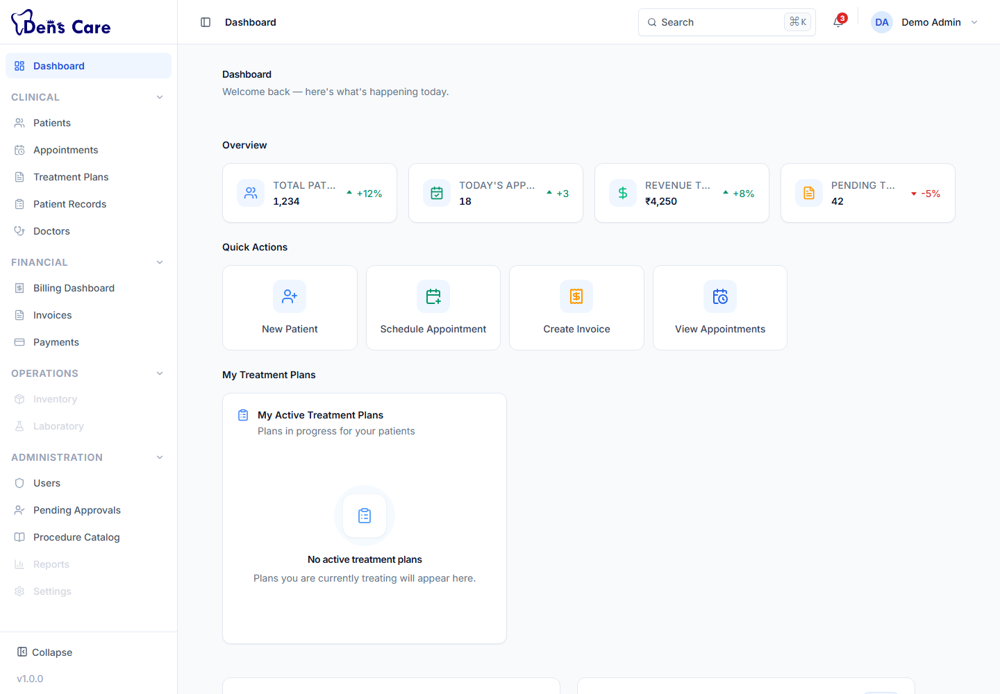 Den's Care
Dashboard
Search
⌘K
3
DA
Demo Admin
Dashboard
CLINICAL
Patients
Appointments
Treatment Plans
Patient Records
Doctors
FINANCIAL
Billing Dashboard
Invoices
Payments
OPERATIONS
Inventory
Laboratory
ADMINISTRATION
Users
Pending Approvals
Procedure Catalog
Reports
Settings
Collapse
v1.0.0
Dashboard
Welcome back — here's what's happening today.
Overview
TOTAL PAT...
1,234
+12%
TODAY'S APP...
18
+3
REVENUE T...
₹4,250
+8%
PENDING T...
42
-5%
Quick Actions
New Patient
Schedule Appointment
Create Invoice
View Appointments
My Treatment Plans
My Active Treatment Plans
Plans in progress for your patients
No active treatment plans
Plans you are currently treating will appear here.